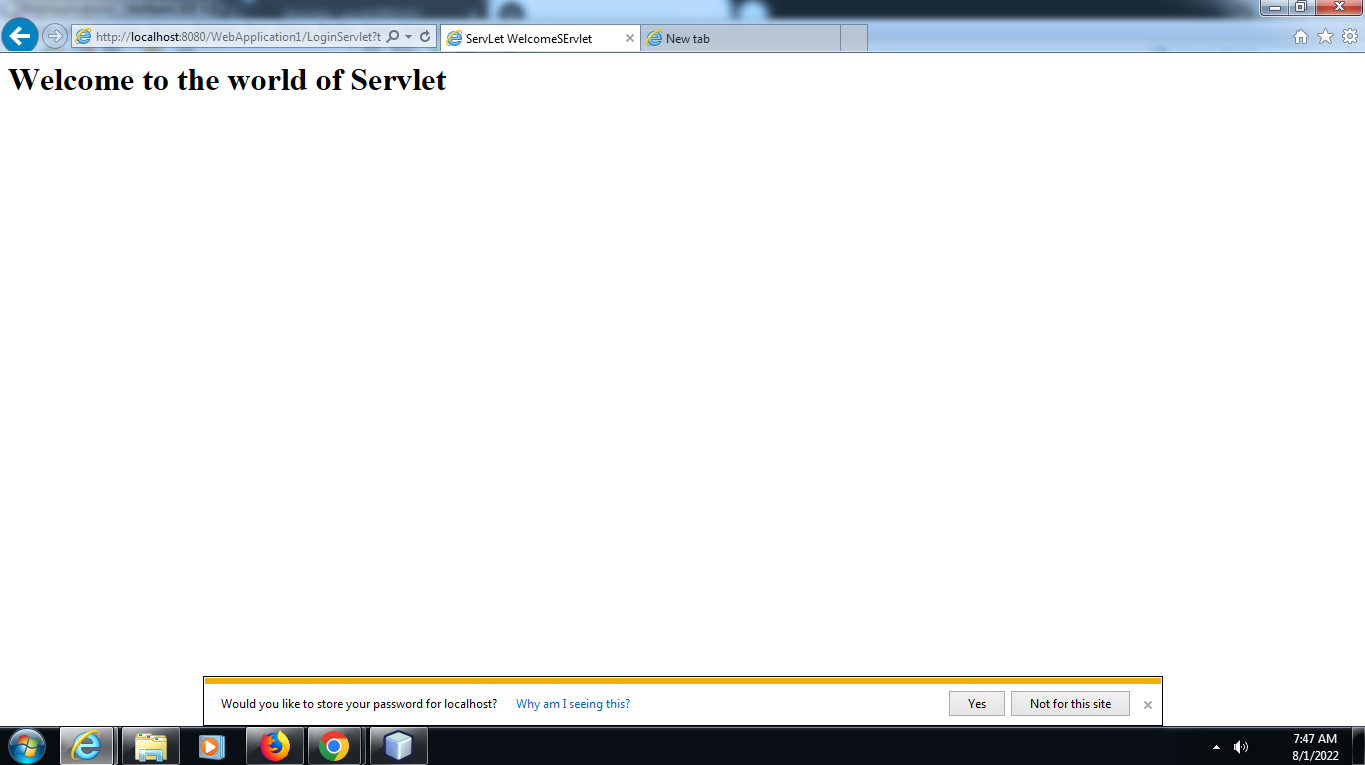 http://localhost:8080/WebApplication1/LoginServlet?t
ServLet WelcomeSErvlet
New tab
Welcome to the world of Servlet
Would you like to store your password for localhost? Why am I seeing this? Yes Not for this site
7:47 AM
8/1/2022